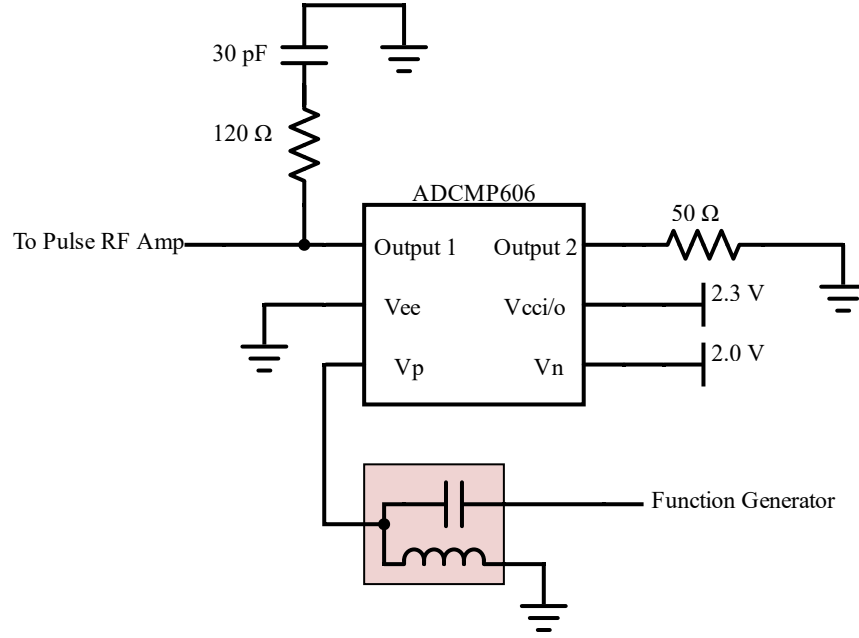 30 pF
120 Ω
ADCMP606
50 Ω
To Pulse RF Amp
Output 1
Output 2
2.3 V
Vee
Vcci/o
2.0 V
Vp
Vn
Function Generator